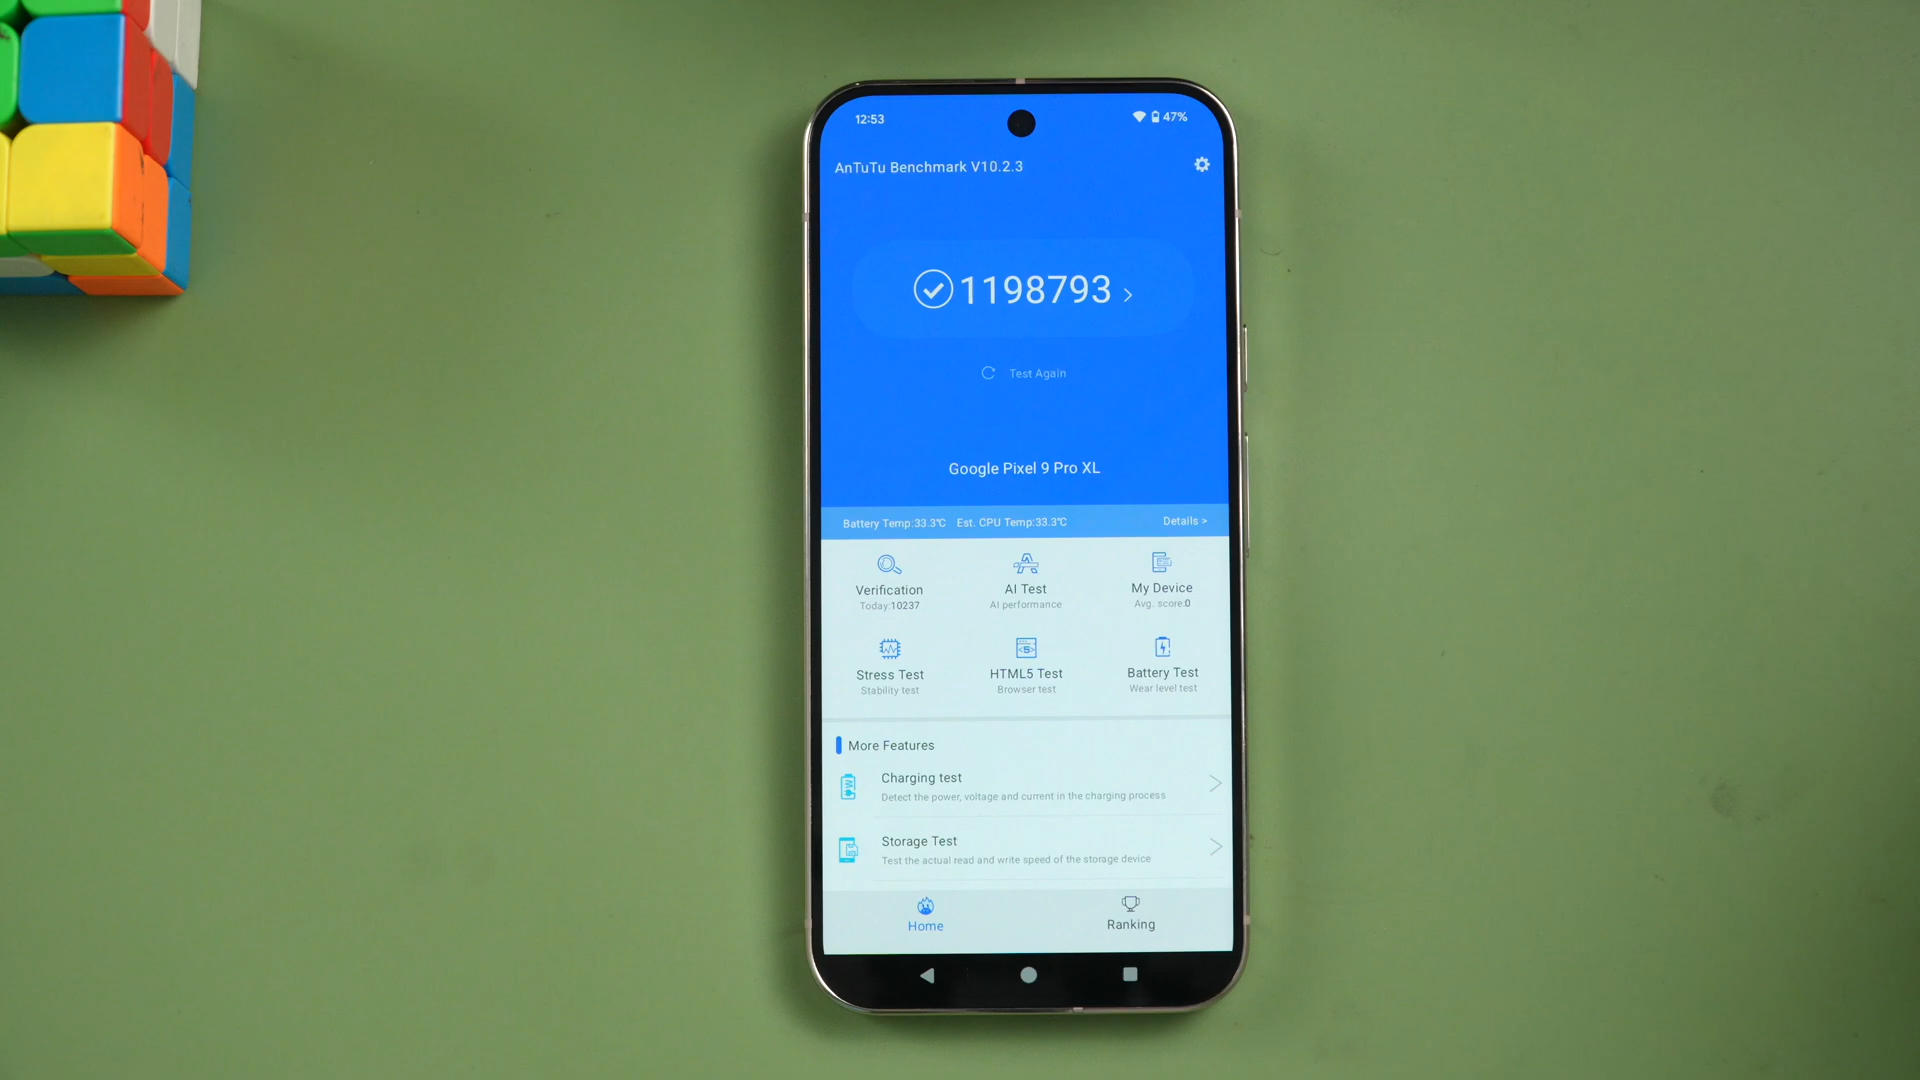 12:53
47%
AnTuTu Benchmark V10.2.3
1198793 >
Test Again
Google Pixel 9 Pro XL
Battery Temp:33.3℃ Est. CPU Temp:33.3℃ Details >
Verification AI Test My Device
Today:10237 AI performance Avg. score:0
Stress Test HTML5 Test Battery Test
Stability test Browser test Wear level test
More Features
Charging test
Detect the power, voltage and current in the charging process
Storage Test
Test the actual read and write speed of the storage device
Home Ranking